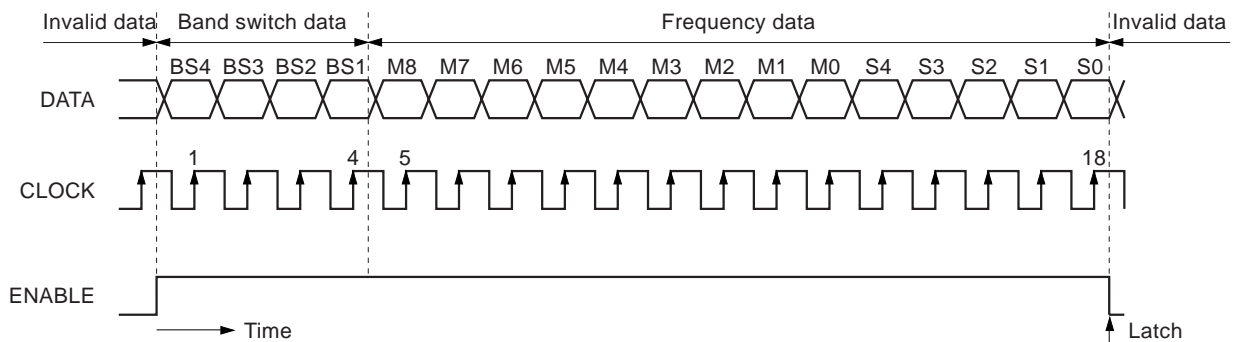 Invalid data Band switch data Frequency data Invalid data
BS4 BS3 BS2 BS1 M8 M7 M6 M5 M4 M3 M2 M1 M0 S4 S3 S2 S1 S0
DATA
1 4 5 18
CLOCK
ENABLE
Time Latch